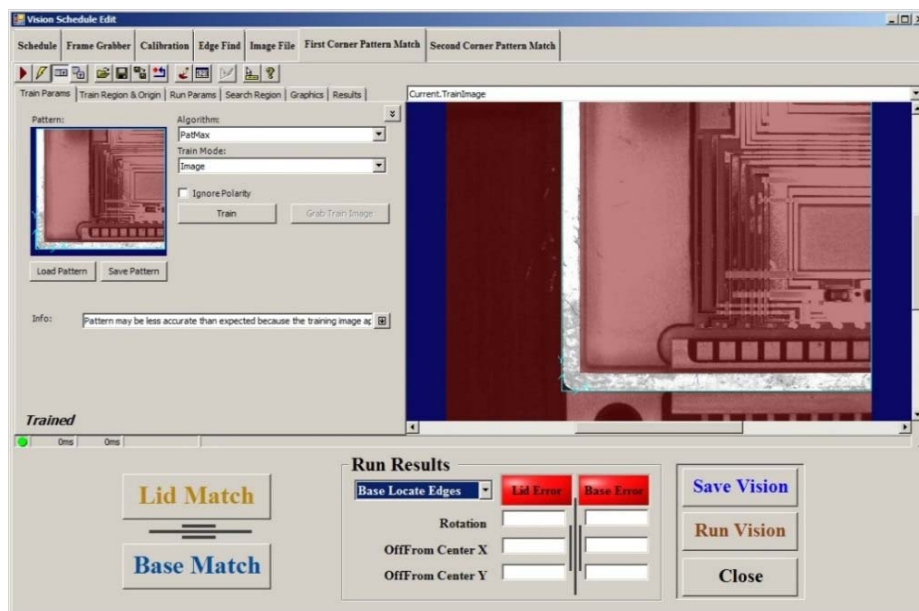 Vision Schedule Edit
Schedule Frame Grabber Calibration Edge Find Image File First Corner Pattern Match Second Corner Pattern Match
Train Params Train Region & Origin Run Params Search Region Graphics Results
Current.TrainImage
Pattern:
Algorithm:
PatMax
Train Mode:
Image
Ignore Polarity
Train Grab Train Image
Load Pattern Save Pattern
Info: Pattern may be less accurate than expected because the training image ap
Trained
0ms 0ms
Run Results
Lid Match
Base Locate Edges Lid Error Base Error
Save Vision
Rotation
Run Vision
OffFrom Center X
Base Match
OffFrom Center Y
Close